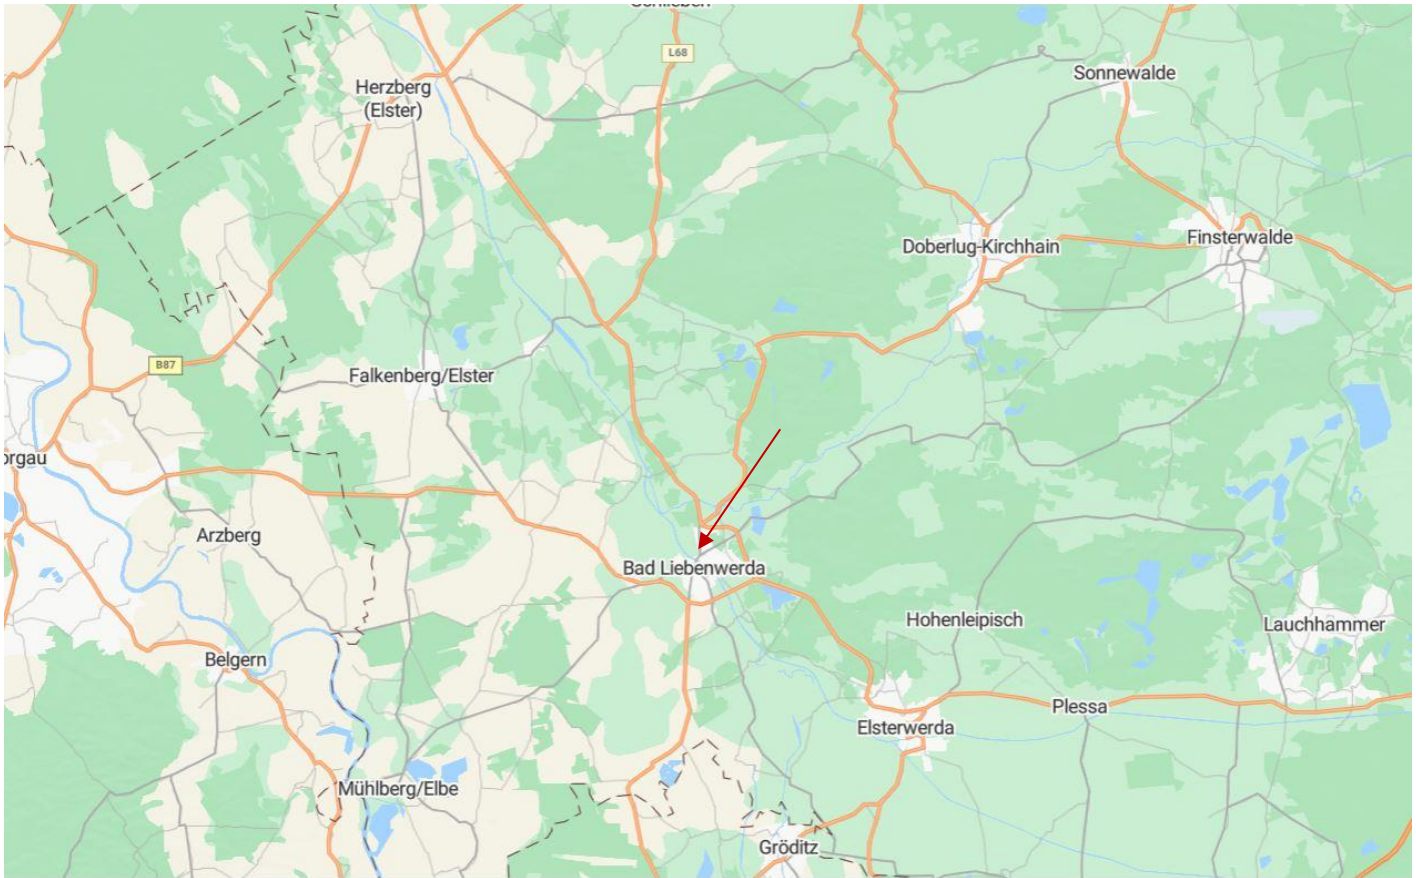 L68
Sonnewalde
Herzberg
(Elster)
Doberlug-Kirchhain
Finsterwalde
B87
Falkenberg/Elster
orgau
Arzberg
Bad Liebenwerda
Hohenleipisch
Lauchhammer
Belgern
Plessa
Elsterwerda
Mühlberg/Elbe
Gröditz